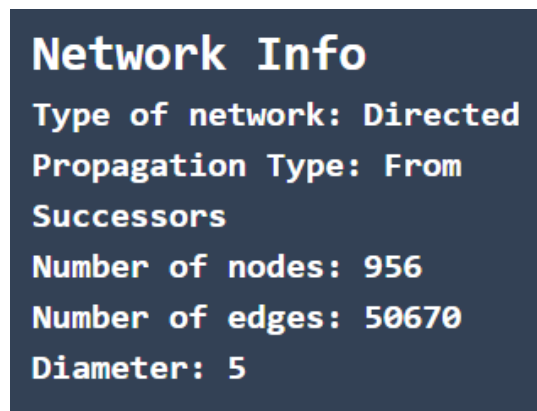 Network Info
Type of network: Directed
Propagation Type: From
Successors
Number of nodes: 956
Number of edges: 50670
Diameter: 5